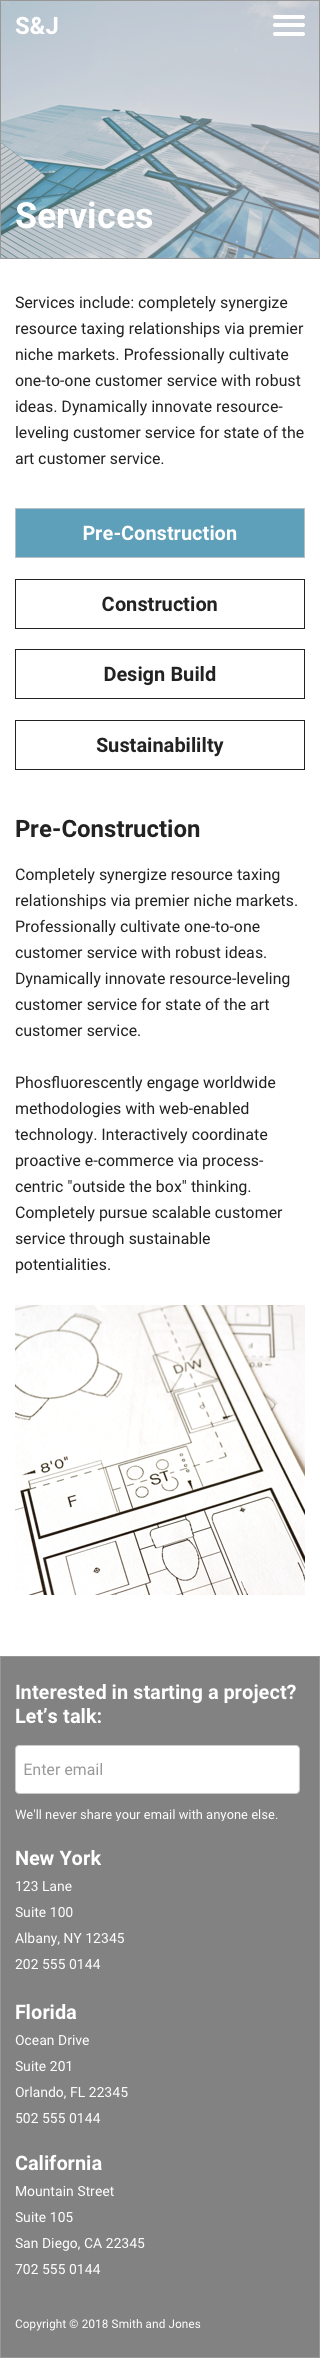 S&J
Services
Services include: completely synergize
resource taxing relationships via premier
niche markets. Professionally cultivate
one-to-one customer service with robust
ideas. Dynamically innovate resource-
leveling customer service for state of the
art customer service.
Pre-Construction
Construction
Design Build
Sustainabililty
Pre-Construction
Completely synergize resource taxing
relationships via premier niche markets.
Professionally cultivate one-to-one
customer service with robust ideas.
Dynamically innovate resource-leveling
customer service for state of the art
customer service.
Phosfluorescently engage worldwide
methodologies with web-enabled
technology. Interactively coordinate
proactive e-commerce via process-
centric "outside the box" thinking.
Completely pursue scalable customer
service through sustainable
potentialities.
D/W
8'0"
ST
F
Interested in starting a project?
Let's talk:
Enter email
We'll never share your email with anyone else.
New York
123 Lane
Suite 100
Albany, NY 12345
202 555 0144
Florida
Ocean Drive
Suite 201
Orlando, FL 22345
502 555 0144
California
Mountain Street
Suite 105
San Diego, CA 22345
702 555 0144
Copyright © 2018 Smith and Jones